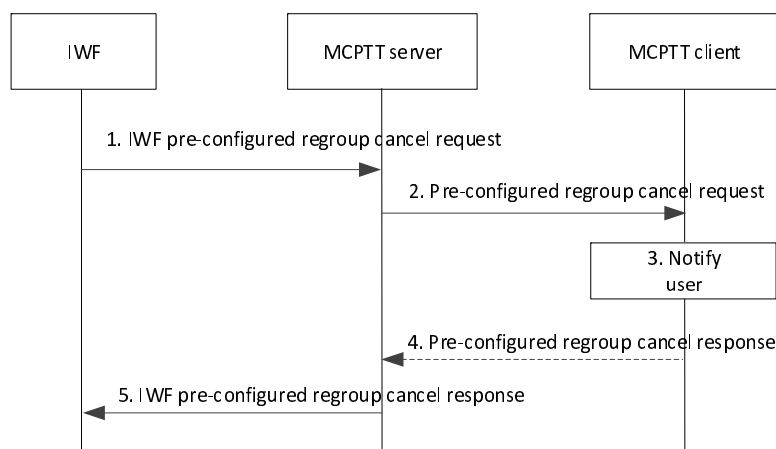 IWF
MCPTT server
MCPTT client
1. IWF pre-configured regroup cancel request
2. Pre-configured regroup cancel request
3. Notify
user
4. Pre-configured regroup cancel response
5. IWF pre-configured regroup cancel response